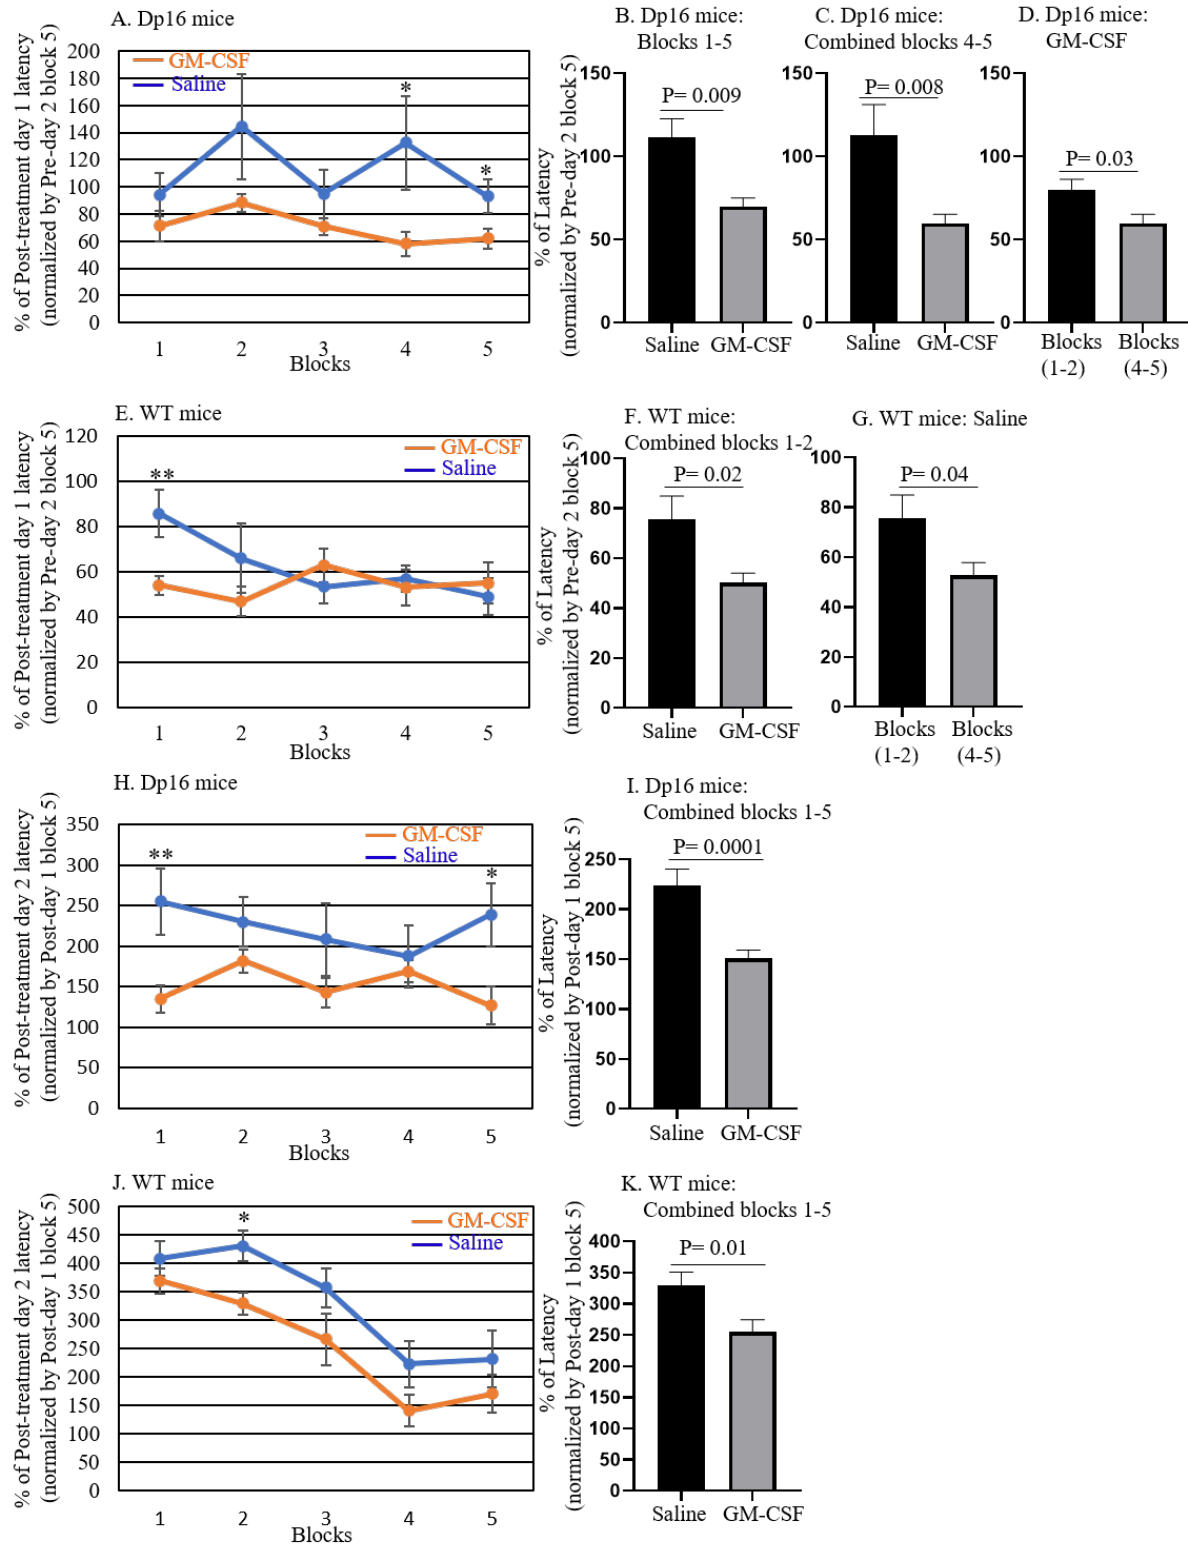 A. Dp16 mice
% of Post-treatment day 1 latency
(normalized by Pre-day 2 block 5)
200
180
160
140
120
100
80
60
40
20
0
GM-CSF
Saline
*
*
1 2 3 4 5
Blocks
B. Dp16 mice:
Blocks 1-5
% of Latency
(normalized by Pre-day 2 block 5)
150
100
50
0
P= 0.009
Saline GM-CSF
C. Dp16 mice:
Combined blocks 4-5
150
100
50
0
P= 0.008
Saline GM-CSF
D. Dp16 mice:
GM-CSF
150
100
50
0
P= 0.03
Blocks Blocks
(1-2) (4-5)
E. WT mice
% of Post-treatment day 1 latency
(normalized by Pre-day 2 block 5)
120
100
80
60
40
20
0
GM-CSF
Saline
**
1 2 3 4 5
Blocks
F. WT mice:
Combined blocks 1-2
% of Latency
(normalized by Pre-day 2 block 5)
100
80
60
40
20
0
P= 0.02
Saline GM-CSF
G. WT mice: Saline
100
80
60
40
20
0
P= 0.04
Blocks Blocks
(1-2) (4-5)
H. Dp16 mice
% of Post-treatment day 2 latency
(normalized by Post-day 1 block 5)
350
300
250
200
150
100
50
0
GM-CSF
Saline
**
*
1 2 3 4 5
Blocks
I. Dp16 mice:
Combined blocks 1-5
% of Latency
(normalized by Post-day 1 block 5)
250
200
150
100
50
0
P= 0.0001
Saline GM-CSF
J. WT mice
% of Post-treatment day 2 latency
(normalized by Post-day 1 block 5)
500
450
400
350
300
250
200
150
100
50
0
GM-CSF
Saline
*
1 2 3 4 5
Blocks
K. WT mice:
Combined blocks 1-5
% of Latency
(normalized by Post-day 1 block 5)
400
350
300
250
200
150
100
50
0
P= 0.01
Saline GM-CSF